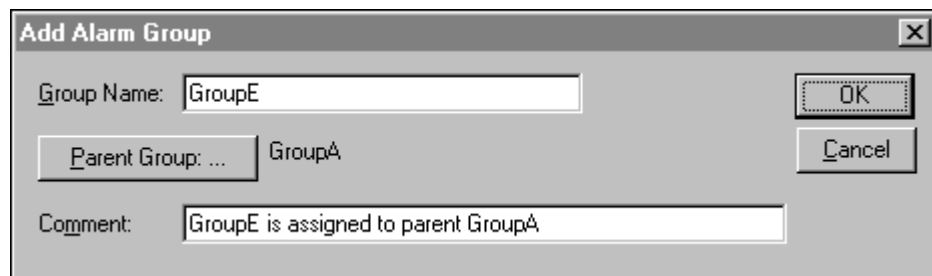 Add Alarm Group
Group Name: GroupE
OK
Parent Group: ... GroupA
Cancel
Comment: GroupE is assigned to parent GroupA